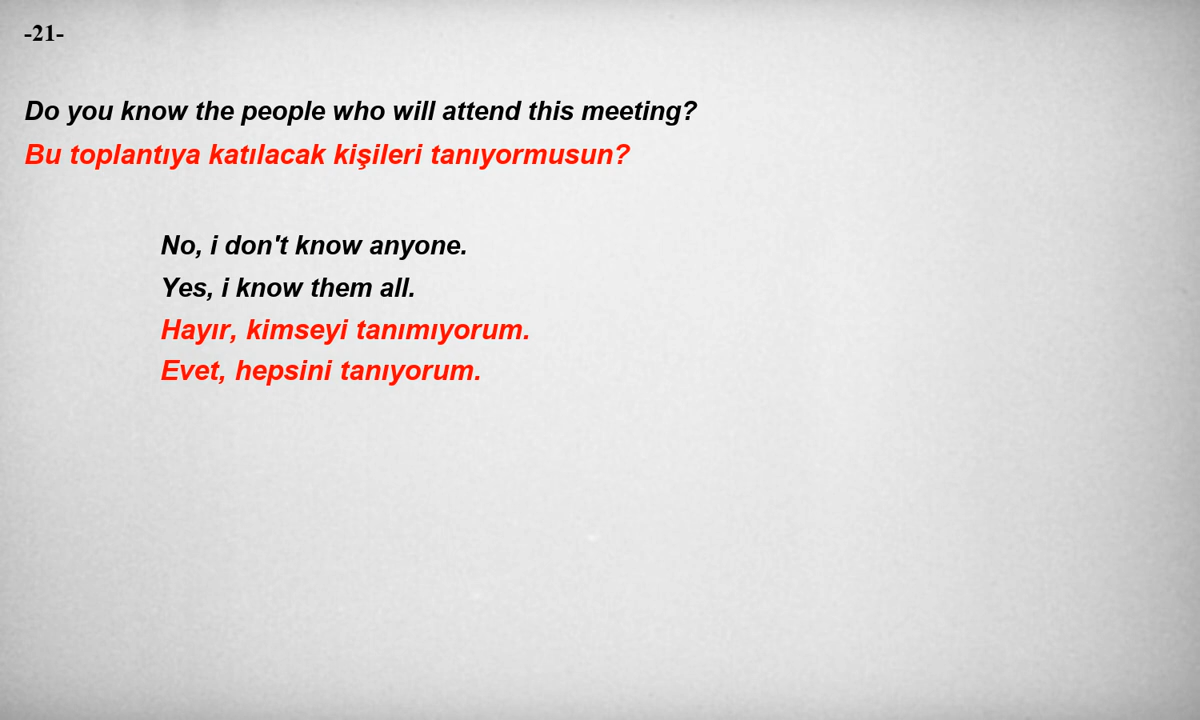 -21-
Do you know the people who will attend this meeting?
Bu toplantıya katılacak kişileri tanıyormusun?
No, i don't know anyone.
Yes, i know them all.
Hayır, kimseyi tanımıyorum.
Evet, hepsini tanıyorum.